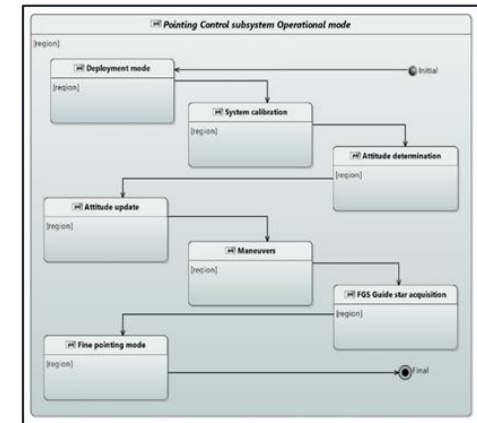 Pointing Control subsystem Operational mode
[region]
Deployment mode
[region]
Initial
System calibration
[region]
Attitude determination
[region]
Attitude update
[region]
Maneuvers
[region]
FGS Guide star acquisition
[region]
Fine pointing mode
[region]
Final